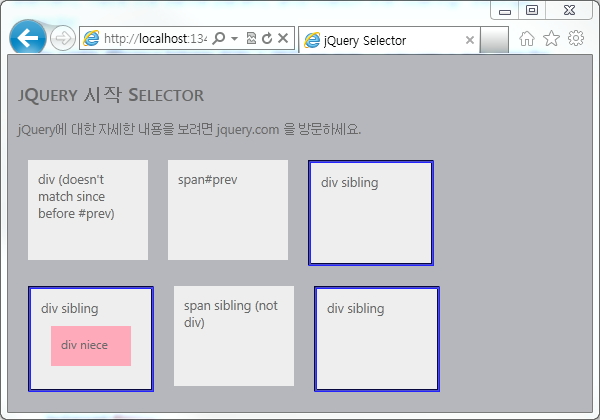 http://localhost:134
jQuery Selector
JQUERY 시작 SELECTOR
jQuery에 대한 자세한 내용을 보려면 jquery.com 을 방문하세요.
div (doesn't
match since
before #prev)
span#prev
div sibling
div sibling
div niece
span sibling (not
div)
div sibling